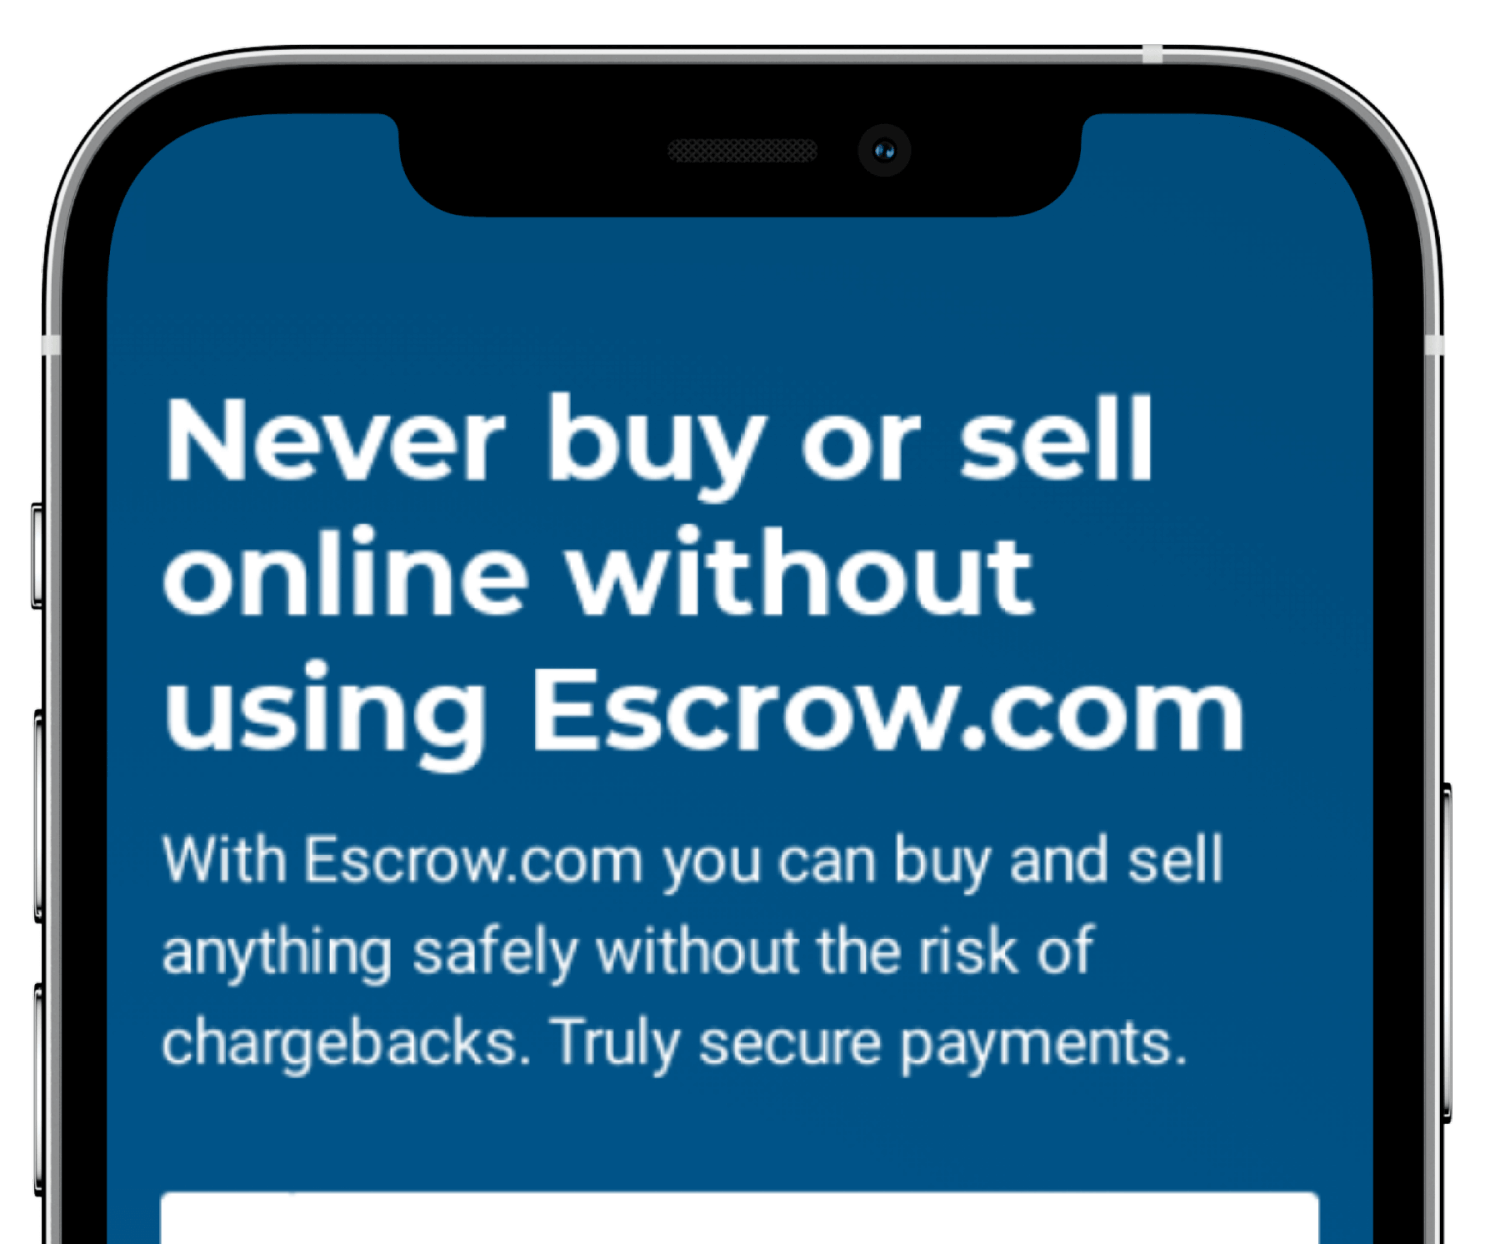 Never buy or sell
online without
using Escrow.com
With Escrow.com you can buy and sell
anything safely without the risk of
chargebacks. Truly secure payments.